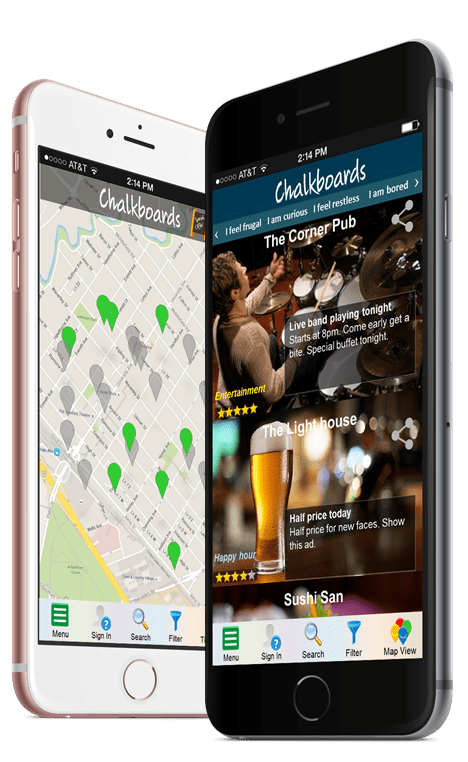 AT&T
2:14 PM
Chalkboards
Menu
Sign In
Search
Filter
AT&T
2:14 PM
Chalkboards
‹ I feel frugal I am curious I feel restless I am bored ›
The Corner Pub
Live band playing tonight
Starts at 8pm. Come early get a
bite. Special buffet tonight.
Entertainment
The Light house
Half price today
Half price for new faces. Show
this ad.
Happy hour
Sushi San
Menu
Sign In
Search
Filter
Map View